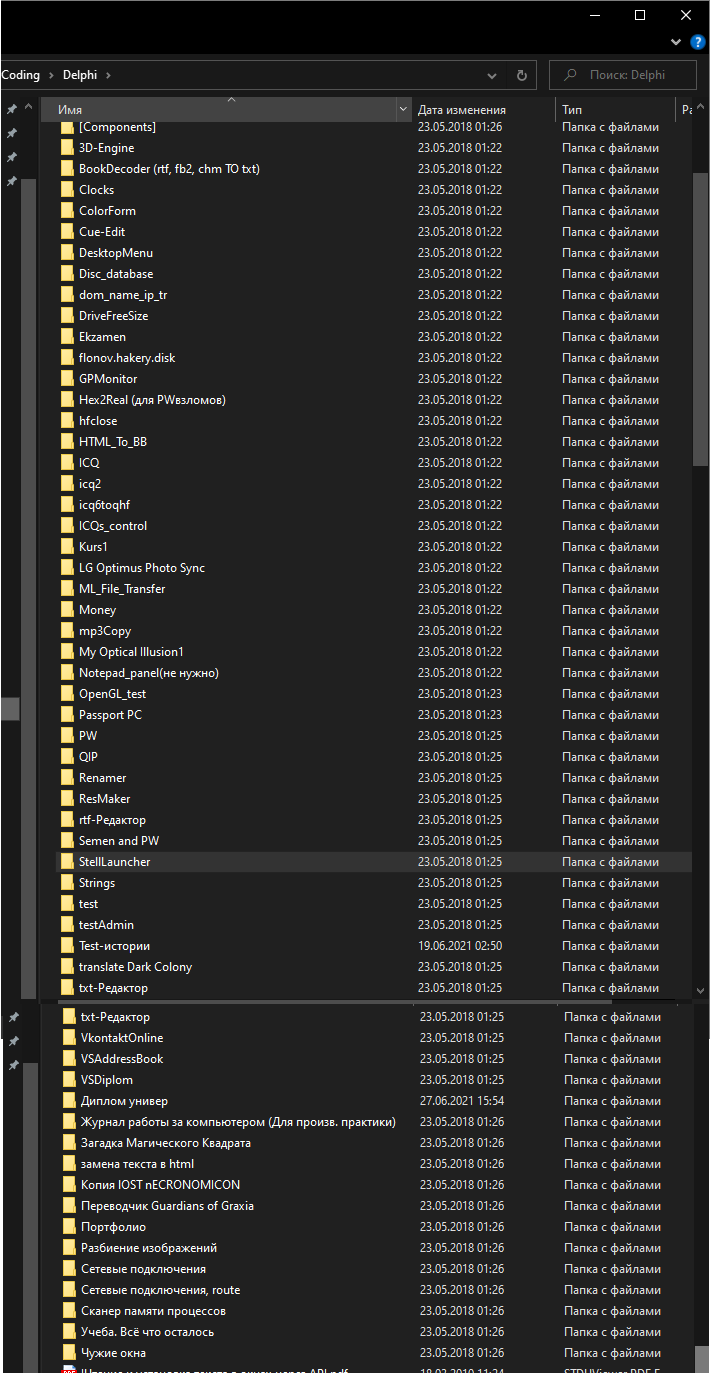 Coding > Delphi >
Поиск: Delphi
Имя Дата изменения Тип Ра
[Components] 23.05.2018 01:26 Папка с файлами
3D-Engine 23.05.2018 01:22 Папка с файлами
BookDecoder (rtf, fb2, chm TO txt) 23.05.2018 01:22 Папка с файлами
Clocks 23.05.2018 01:22 Папка с файлами
ColorForm 23.05.2018 01:22 Папка с файлами
Cue-Edit 23.05.2018 01:22 Папка с файлами
DesktopMenu 23.05.2018 01:22 Папка с файлами
Disc_database 23.05.2018 01:22 Папка с файлами
dom_name_ip_tr 23.05.2018 01:22 Папка с файлами
DriveFreeSize 23.05.2018 01:22 Папка с файлами
Ekzamen 23.05.2018 01:22 Папка с файлами
flonov.hakery.disk 23.05.2018 01:22 Папка с файлами
GPMonitor 23.05.2018 01:22 Папка с файлами
Hex2Real (для PWвзломов) 23.05.2018 01:22 Папка с файлами
hfclose 23.05.2018 01:22 Папка с файлами
HTML_To_BB 23.05.2018 01:22 Папка с файлами
ICQ 23.05.2018 01:22 Папка с файлами
icq2 23.05.2018 01:22 Папка с файлами
icq6toqhf 23.05.2018 01:22 Папка с файлами
ICQs_control 23.05.2018 01:22 Папка с файлами
Kurs1 23.05.2018 01:22 Папка с файлами
LG Optimus Photo Sync 23.05.2018 01:22 Папка с файлами
ML_File_Transfer 23.05.2018 01:22 Папка с файлами
Money 23.05.2018 01:22 Папка с файлами
mp3Copy 23.05.2018 01:22 Папка с файлами
My Optical Illusion1 23.05.2018 01:22 Папка с файлами
Notepad_panel(не нужно) 23.05.2018 01:22 Папка с файлами
OpenGL_test 23.05.2018 01:23 Папка с файлами
Passport PC 23.05.2018 01:23 Папка с файлами
PW 23.05.2018 01:25 Папка с файлами
QIP 23.05.2018 01:25 Папка с файлами
Renamer 23.05.2018 01:25 Папка с файлами
ResMaker 23.05.2018 01:25 Папка с файлами
rtf-Редактор 23.05.2018 01:25 Папка с файлами
Semen and PW 23.05.2018 01:25 Папка с файлами
StellLauncher 23.05.2018 01:25 Папка с файлами
Strings 23.05.2018 01:25 Папка с файлами
test 23.05.2018 01:25 Папка с файлами
testAdmin 23.05.2018 01:25 Папка с файлами
Test-истории 19.06.2021 02:50 Папка с файлами
translate Dark Colony 23.05.2018 01:25 Папка с файлами
txt-Редактор 23.05.2018 01:25 Папка с файлами
txt-Редактор 23.05.2018 01:25 Папка с файлами
VkontaktOnline 23.05.2018 01:25 Папка с файлами
VSAddressBook 23.05.2018 01:25 Папка с файлами
VSDiplom 23.05.2018 01:25 Папка с файлами
Диплом универ 27.06.2021 15:54 Папка с файлами
Журнал работы за компьютером (Для произв. практики) 23.05.2018 01:26 Папка с файлами
Загадка Магического Квадрата 23.05.2018 01:26 Папка с файлами
замена текста в html 23.05.2018 01:26 Папка с файлами
Копия lOST nECRONOMICON 23.05.2018 01:26 Папка с файлами
Переводчик Guardians of Graxia 23.05.2018 01:26 Папка с файлами
Портфолио 23.05.2018 01:26 Папка с файлами
Разбиение изображений 23.05.2018 01:26 Папка с файлами
Сетевые подключения 23.05.2018 01:26 Папка с файлами
Сетевые подключения, route 23.05.2018 01:26 Папка с файлами
Сканер памяти процессов 23.05.2018 01:26 Папка с файлами
Учеба. Всё что осталось 23.05.2018 01:26 Папка с файлами
Чужие окна 23.05.2018 01:26 Папка с файлами